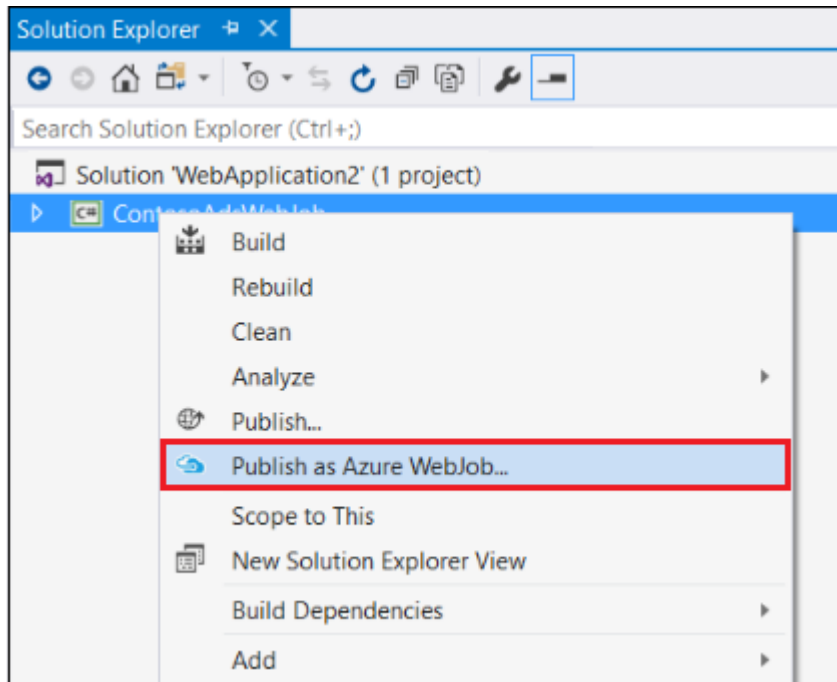 Solution Explorer
Search Solution Explorer (Ctrl+;)
Solution 'WebApplication2' (1 project)
C# ContosoAdsWebJob
Build
Rebuild
Clean
Analyze
Publish...
Publish as Azure WebJob...
Scope to This
New Solution Explorer View
Build Dependencies
Add